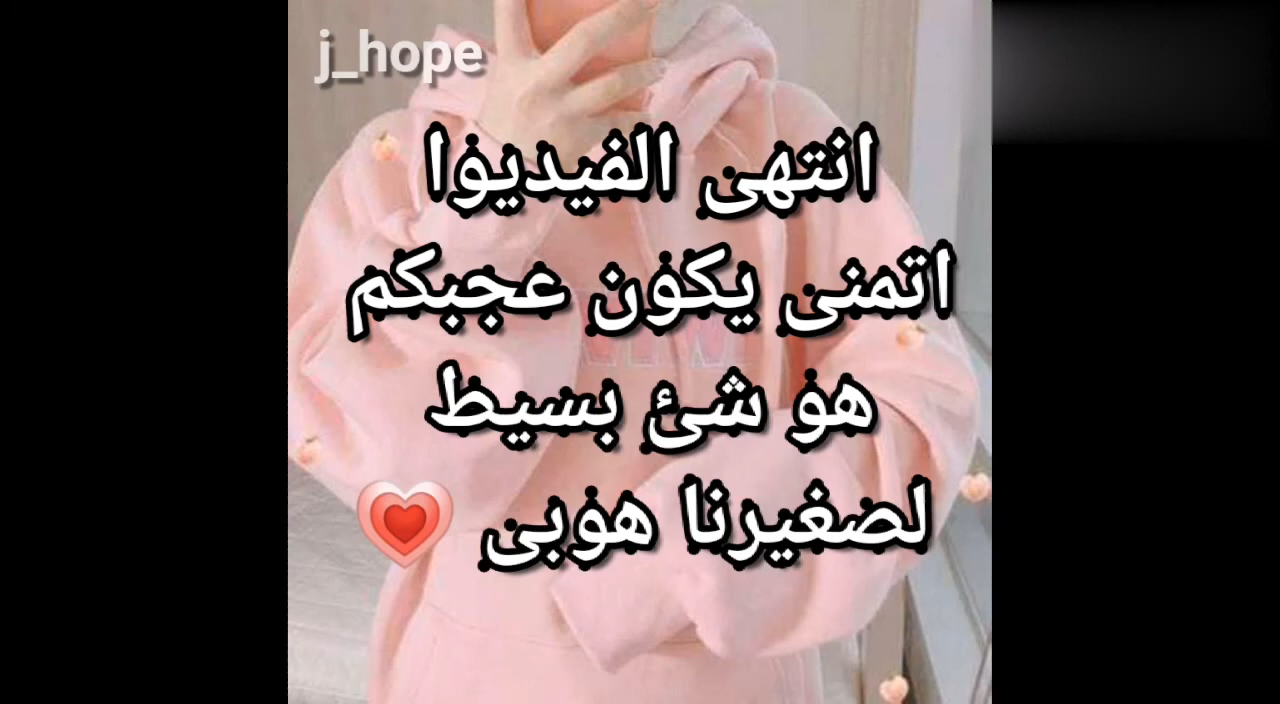 j_hope
انتهى الفيديوا
اتمنى يكون عجبكم
هو شئ بسيط
لصغيرنا هوبى 💗